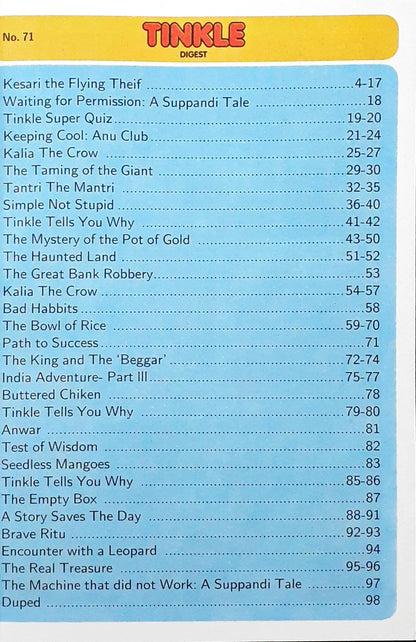 No. 71
TINKLE
DIGEST
Kesari the Flying Theif ........ 4-17
Waiting for Permission: A Suppandi Tale ........ 18
Tinkle Super Quiz ........ 19-20
Keeping Cool: Anu Club ........ 21-24
Kalia The Crow ........ 25-27
The Taming of the Giant ........ 29-30
Tantri The Mantri ........ 32-35
Simple Not Stupid ........ 36-40
Tinkle Tells You Why ........ 41-42
The Mystery of the Pot of Gold ........ 43-50
The Haunted Land ........ 51-52
The Great Bank Robbery ........ 53
Kalia The Crow ........ 54-57
Bad Habbits ........ 58
The Bowl of Rice ........ 59-70
Path to Success ........ 71
The King and The ‘Beggar’ ........ 72-74
India Adventure- Part III ........ 75-77
Buttered Chiken ........ 78
Tinkle Tells You Why ........ 79-80
Anwar ........ 81
Test of Wisdom ........ 82
Seedless Mangoes ........ 83
Tinkle Tells You Why ........ 85-86
The Empty Box ........ 87
A Story Saves The Day ........ 88-91
Brave Ritu ........ 92-93
Encounter with a Leopard ........ 94
The Real Treasure ........ 95-96
The Machine that did not Work: A Suppandi Tale ........ 97
Duped ........ 98